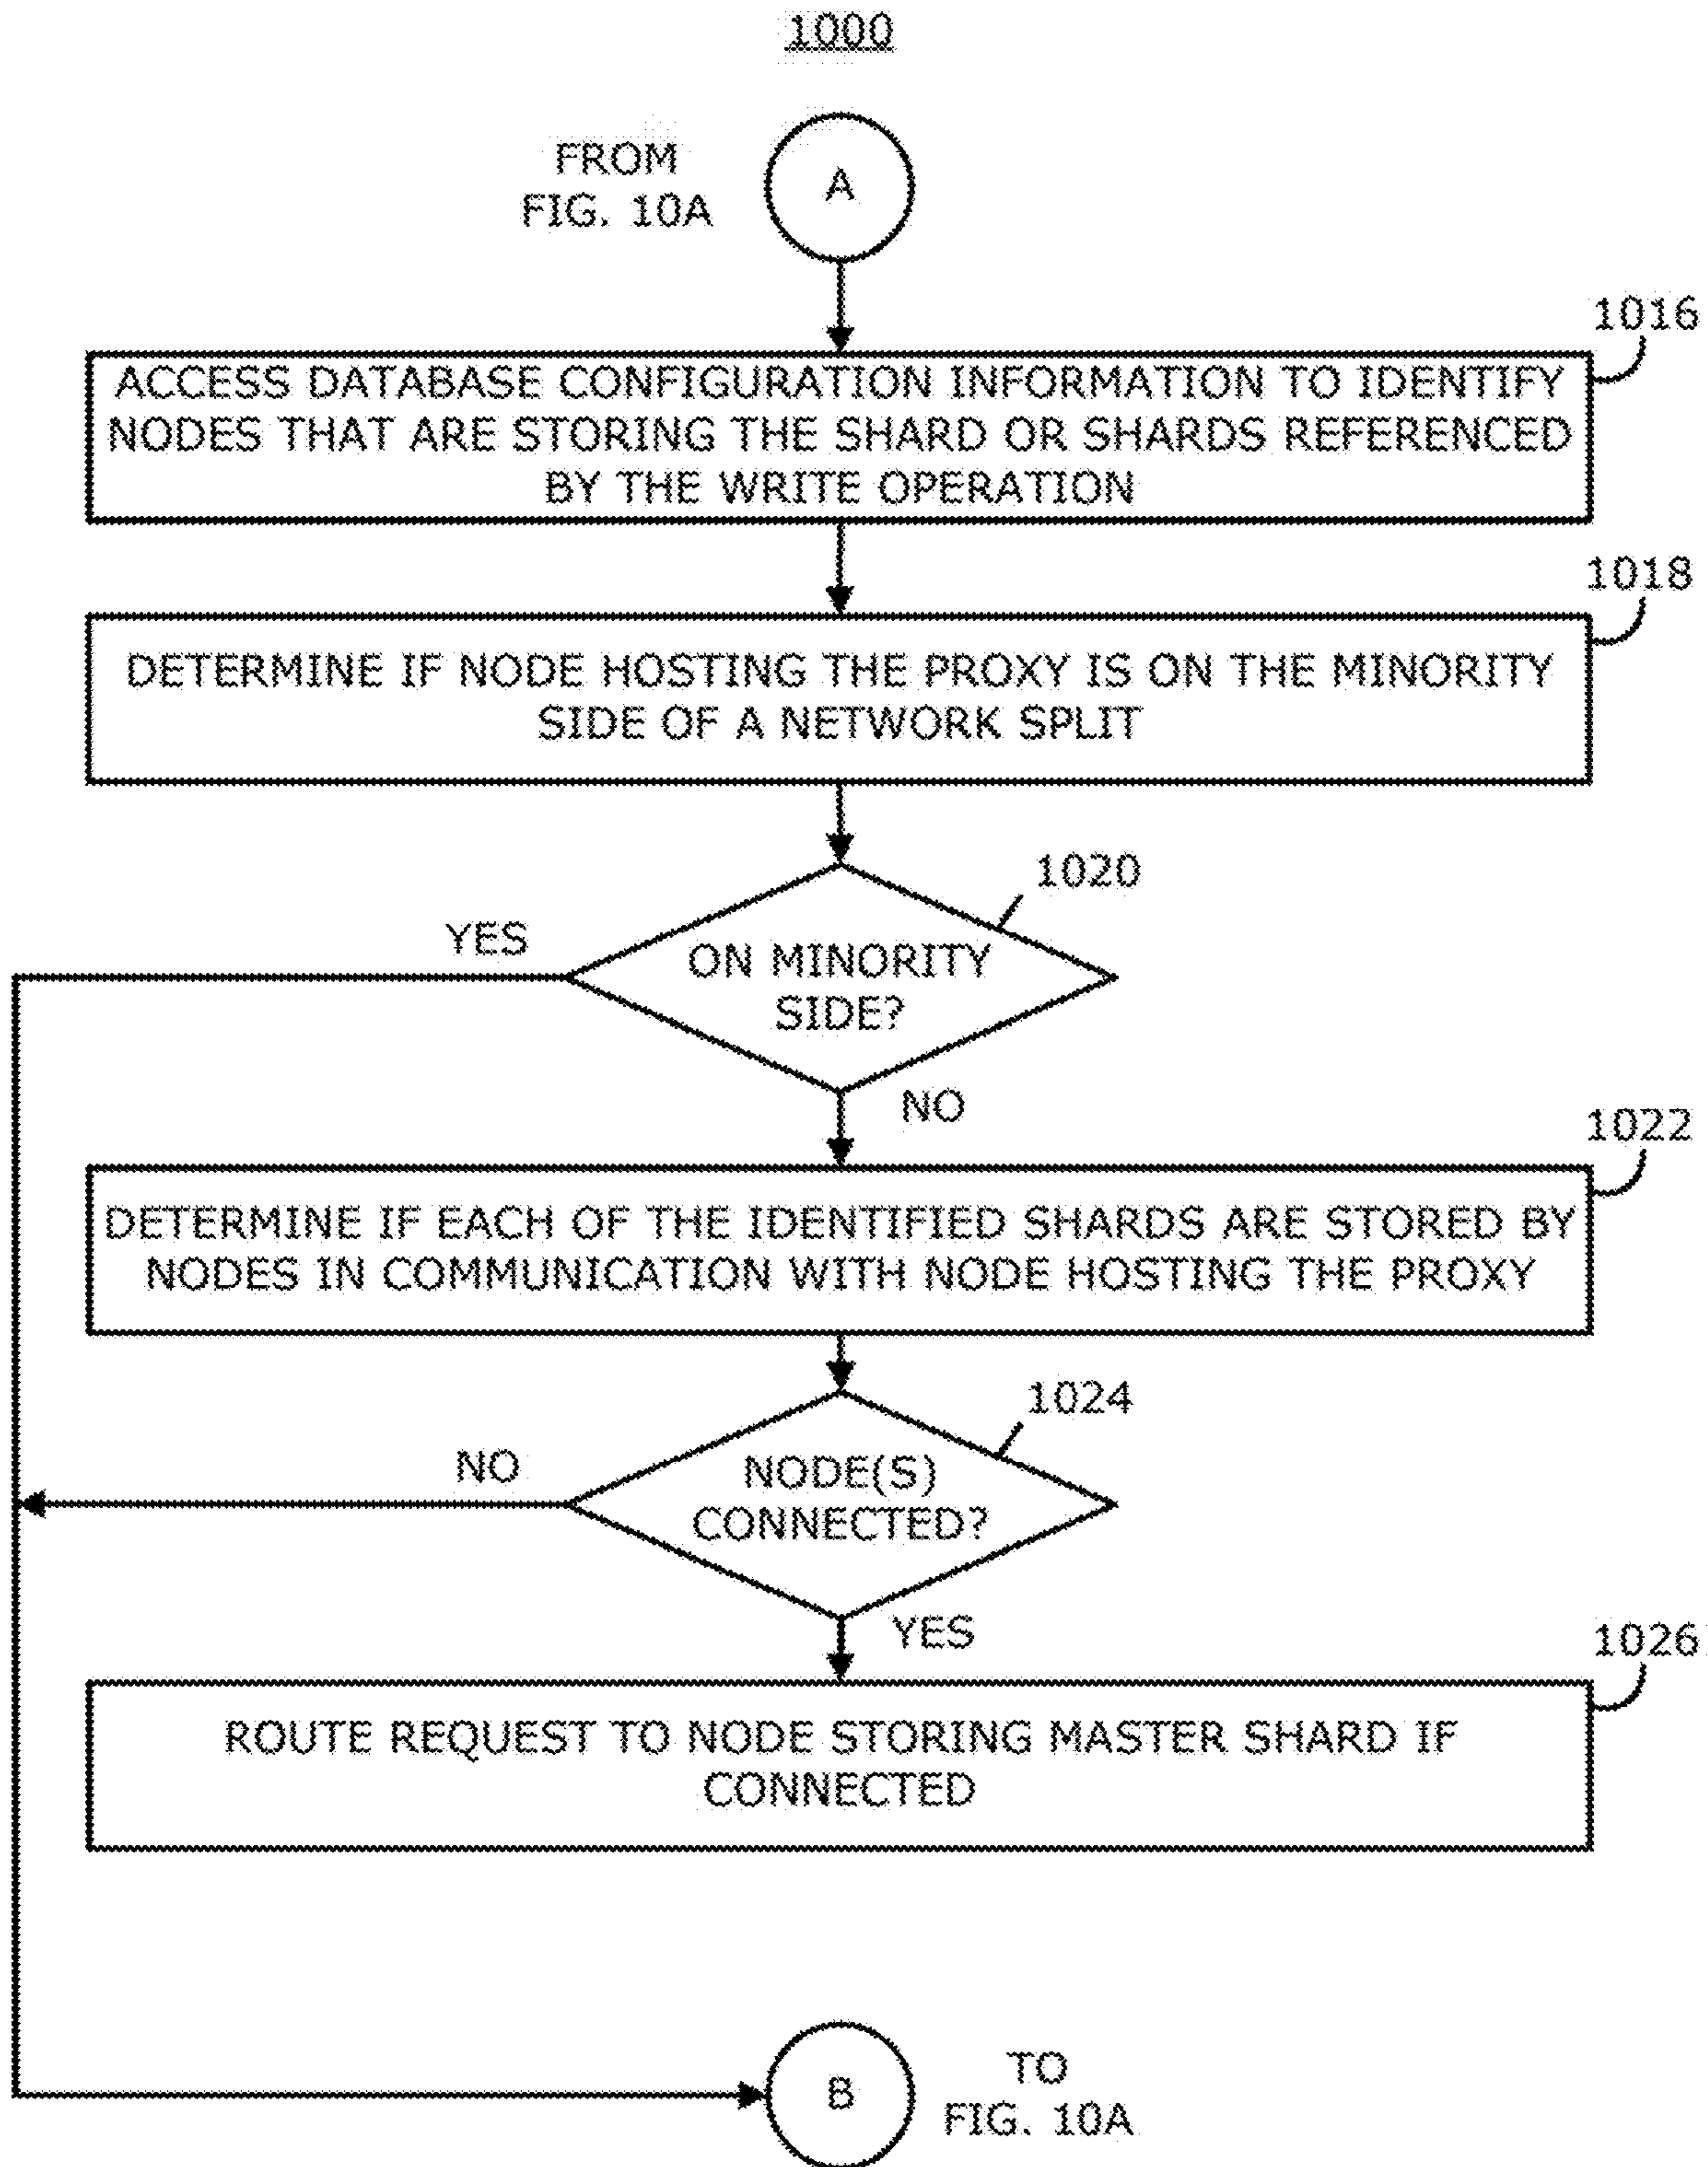 1000
FROM
FIG. 10A
A
1016
ACCESS DATABASE CONFIGURATION INFORMATION TO IDENTIFY
NODES THAT ARE STORING THE SHARD OR SHARDS REFERENCED
BY THE WRITE OPERATION
1018
DETERMINE IF NODE HOSTING THE PROXY IS ON THE MINORITY
SIDE OF A NETWORK SPLIT
1020
YES
ON MINORITY
SIDE?
NO
1022
DETERMINE IF EACH OF THE IDENTIFIED SHARDS ARE STORED BY
NODES IN COMMUNICATION WITH NODE HOSTING THE PROXY
1024
NO
NODE(S)
CONNECTED?
YES
1026
ROUTE REQUEST TO NODE STORING MASTER SHARD IF
CONNECTED
B
TO
FIG. 10A